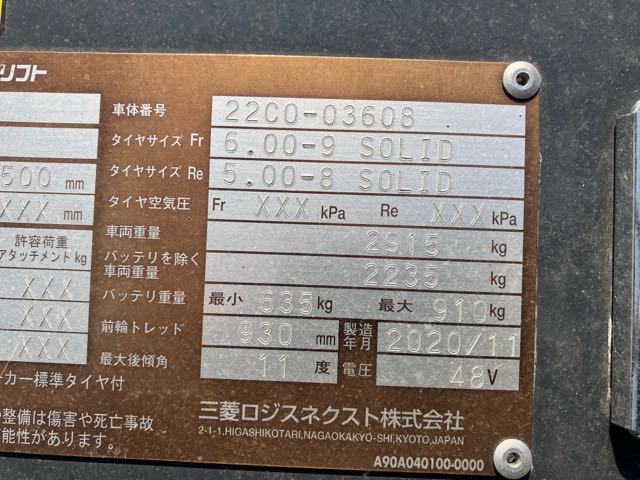 リフト
車体番号 22C0-03608
タイヤサイズ Fr 6.00-9 SOLID
タイヤサイズ Re 5.00-8 SOLID
500 mm
タイヤ空気圧 Fr XXX kPa Re XXX kPa
XXX mm
車両重量 2915 kg
許容荷重
アタッチメント kg
バッテリを除く
車両重量 2235 kg
XXX
バッテリ重量 最小 635 kg 最大 910 kg
XXX
前輪トレッド 930 mm 製造年月 2020/11
XXX
最大後傾角 11 度 電圧 48 V
ーカー標準タイヤ付
三菱ロジスネクスト株式会社
2-1-1,HIGASHIKOTARI,NAGAOKAKYO-SHI,KYOTO,JAPAN
の整備は傷害や死亡事故
能性があります。
A90A040100-0000